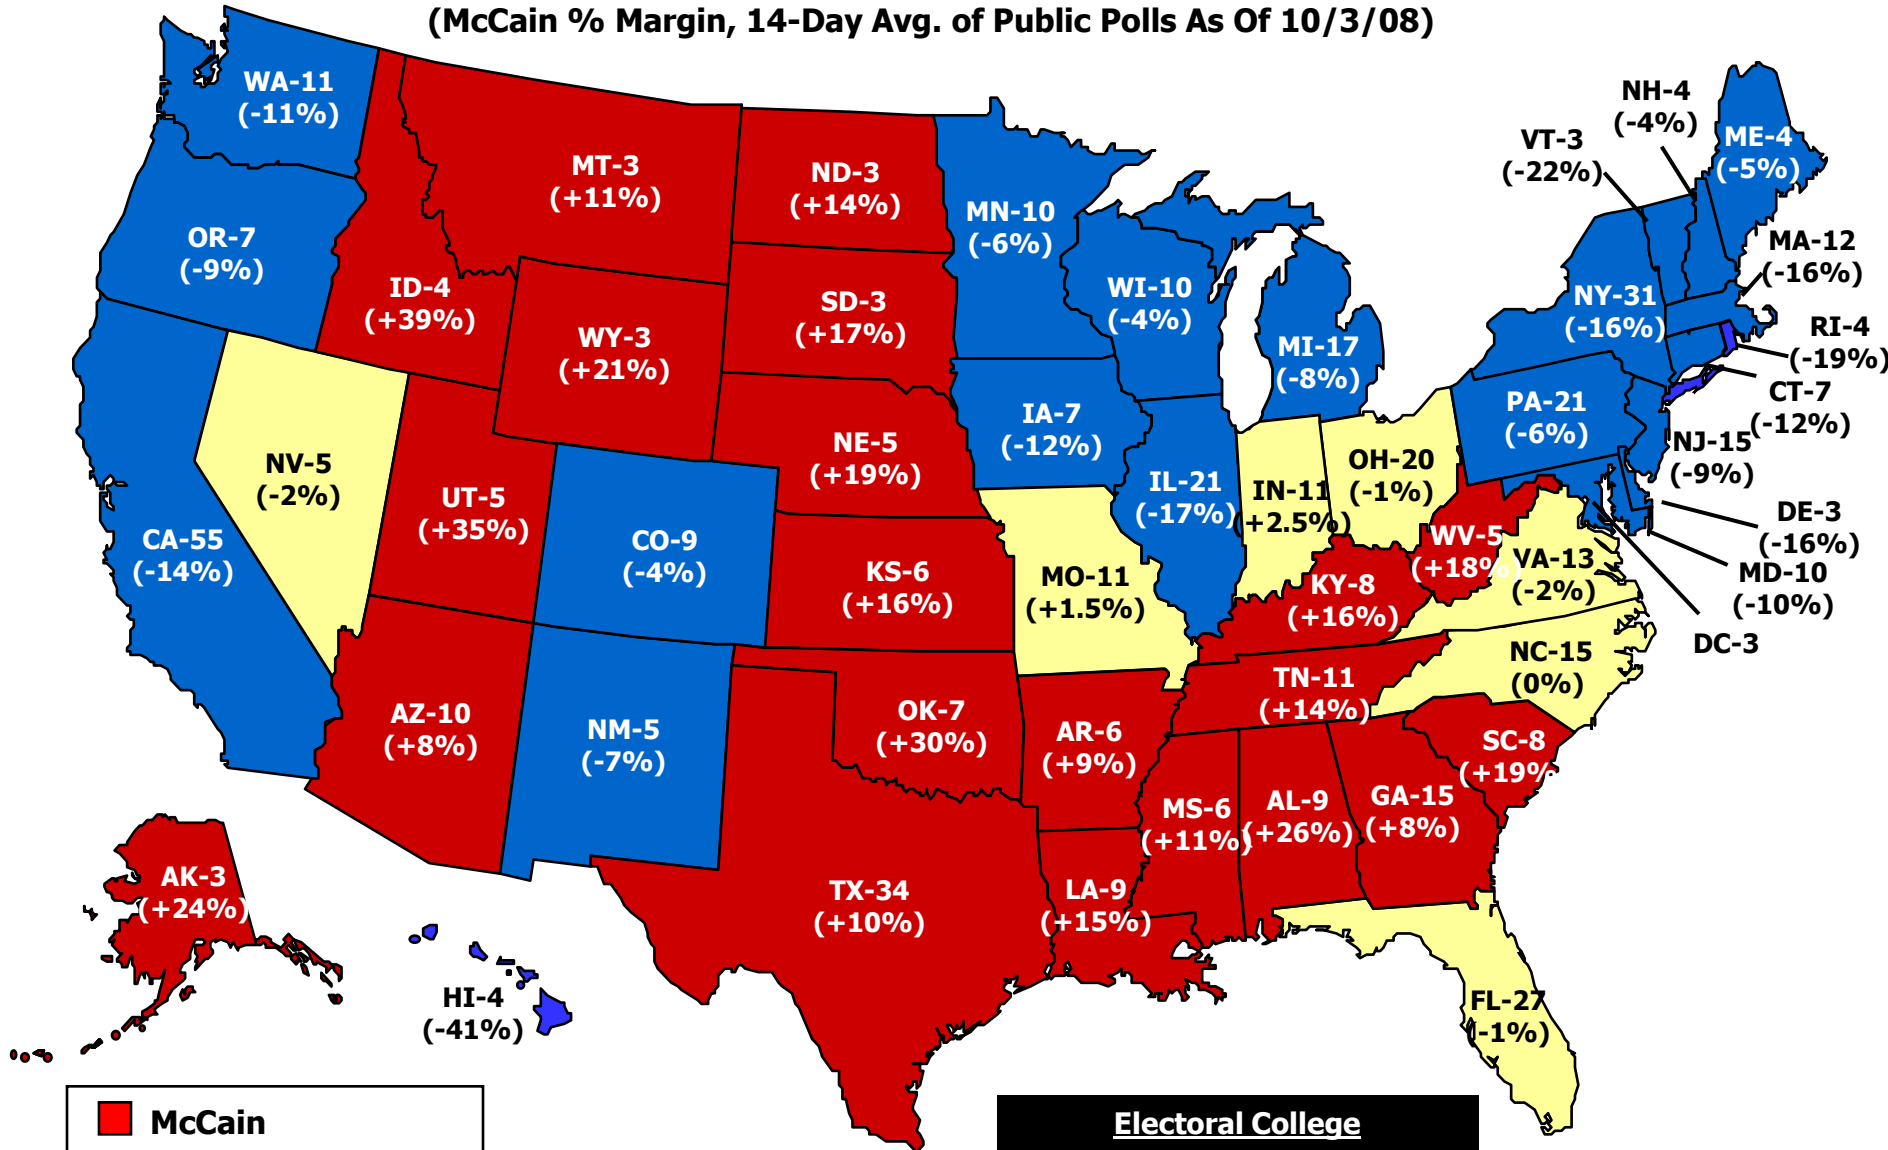 (McCain % Margin, 14-Day Avg. of Public Polls As Of 10/3/08)
WA-11
(-11%)
OR-7
(-9%)
CA-55
(-14%)
NV-5
(-2%)
ID-4
(+39%)
MT-3
(+11%)
WY-3
(+21%)
UT-5
(+35%)
CO-9
(-4%)
AZ-10
(+8%)
NM-5
(-7%)
ND-3
(+14%)
SD-3
(+17%)
NE-5
(+19%)
KS-6
(+16%)
OK-7
(+30%)
TX-34
(+10%)
MN-10
(-6%)
IA-7
(-12%)
MO-11
(+1.5%)
AR-6
(+9%)
LA-9
(+15%)
WI-10
(-4%)
IL-21
(-17%)
MI-17
(-8%)
IN-11
(+2.5%)
OH-20
(-1%)
KY-8
(+16%)
TN-11
(+14%)
MS-6
(+11%)
AL-9
(+26%)
GA-15
(+8%)
FL-27
(-1%)
SC-8
(+19%
NC-15
(0%)
VA-13
(-2%)
WV-5
(+18%
PA-21
(-6%)
NY-31
(-16%)
VT-3
(-22%)
NH-4
(-4%)
ME-4
(-5%)
MA-12
(-16%)
RI-4
(-19%)
CT-7
(-12%)
NJ-15
(-9%)
DE-3
(-16%)
MD-10
(-10%)
DC-3
AK-3
(+24%)
HI-4
(-41%)
McCain
Electoral College